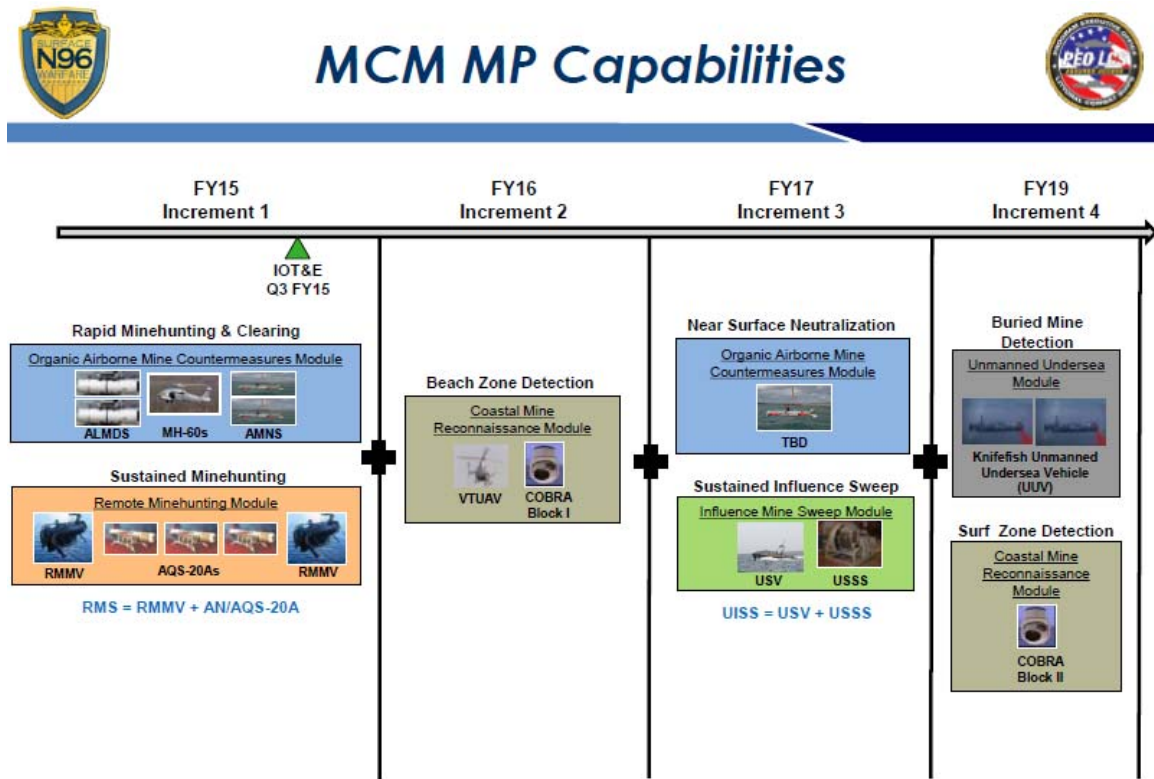 SURFACE
N96
WARFARE
MCM MP Capabilities
PEO LCS
FY15
Increment 1
FY16
Increment 2
FY17
Increment 3
FY19
Increment 4
IOT&E
Q3 FY15
Rapid Minehunting & Clearing
Organic Airborne Mine Countermeasures Module
ALMDS
MH-60s
AMNS
Sustained Minehunting
Remote Minehunting Module
RMMV
AQS-20As
RMMV
RMS = RMMV + AN/AQS-20A
Beach Zone Detection
Coastal Mine
Reconnaissance Module
VTUAV
COBRA
Block I
Near Surface Neutralization
Organic Airborne Mine
Countermeasures Module
TBD
Sustained Influence Sweep
Influence Mine Sweep Module
USV
USSS
UISS = USV + USSS
Buried Mine
Detection
Unmanned Undersea
Module
Knifefish Unmanned
Undersea Vehicle
(UUV)
Surf Zone Detection
Coastal Mine
Reconnaissance
Module
COBRA
Block II